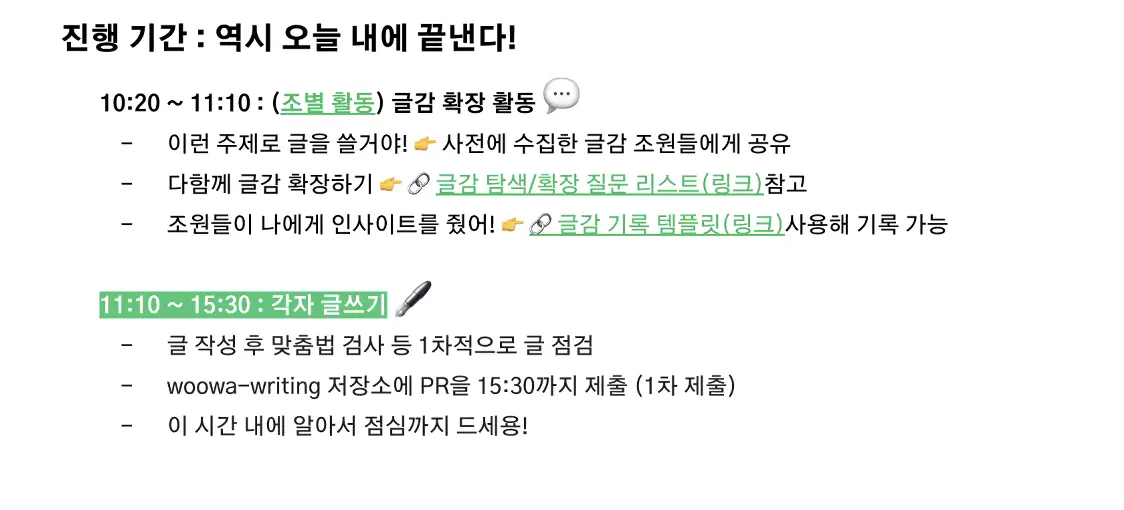 진행 기간 : 역시 오늘 내에 끝낸다!
10:20 ~ 11:10 : (조별 활동) 글감 확장 활동 💬
- 이런 주제로 글을 쓸거야! 👉 사전에 수집한 글감 조원들에게 공유
- 다함께 글감 확장하기 👉 🔗 글감 탐색/확장 질문 리스트(링크)참고
- 조원들이 나에게 인사이트를 줬어! 👉 🔗 글감 기록 템플릿(링크)사용해 기록 가능
11:10 ~ 15:30 : 각자 글쓰기 🖋️
- 글 작성 후 맞춤법 검사 등 1차적으로 글 점검
- woowa-writing 저장소에 PR을 15:30까지 제출 (1차 제출)
- 이 시간 내에 알아서 점심까지 드세용!